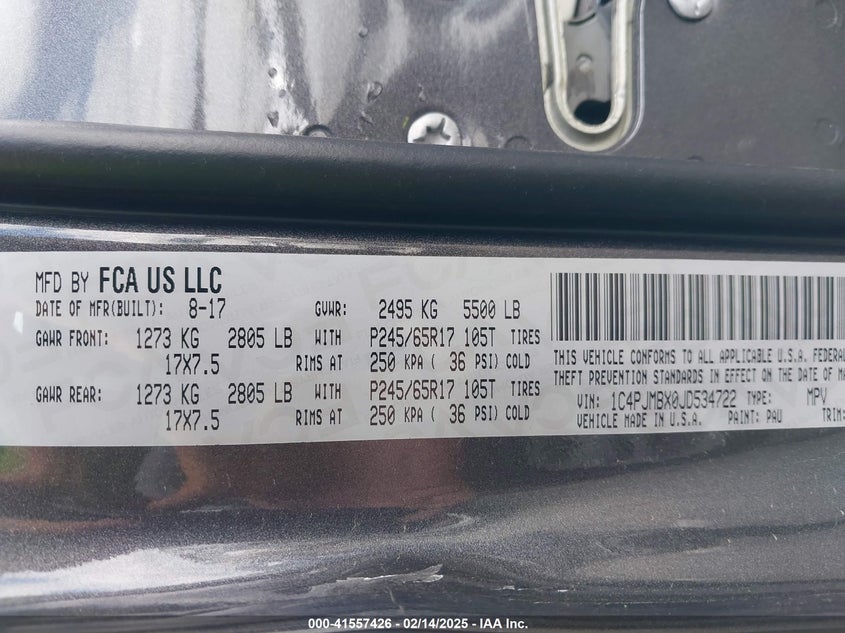 MFD BY FCA US LLC
DATE OF MFR(BUILT): 8-17 GVWR: 2495 KG 5500 LB
GAWR FRONT: 1273 KG 2805 LB WITH P245/65R17 105T TIRES
17X7.5 RIMS AT 250 KPA ( 36 PSI) COLD
GAWR REAR: 1273 KG 2805 LB WITH P245/65R17 105T TIRES
17X7.5 RIMS AT 250 KPA ( 36 PSI) COLD
THIS VEHICLE CONFORMS TO ALL APPLICABLE U.S.A. FEDERAL
THEFT PREVENTION STANDARDS IN EFFECT ON THE DATE OF MA
VIN: 1C4PJMBX0JD534722 TYPE: MPV
VEHICLE MADE IN U.S.A. PAINT: PAU TRIM:
000-41557426 - 02/14/2025 - IAA Inc.